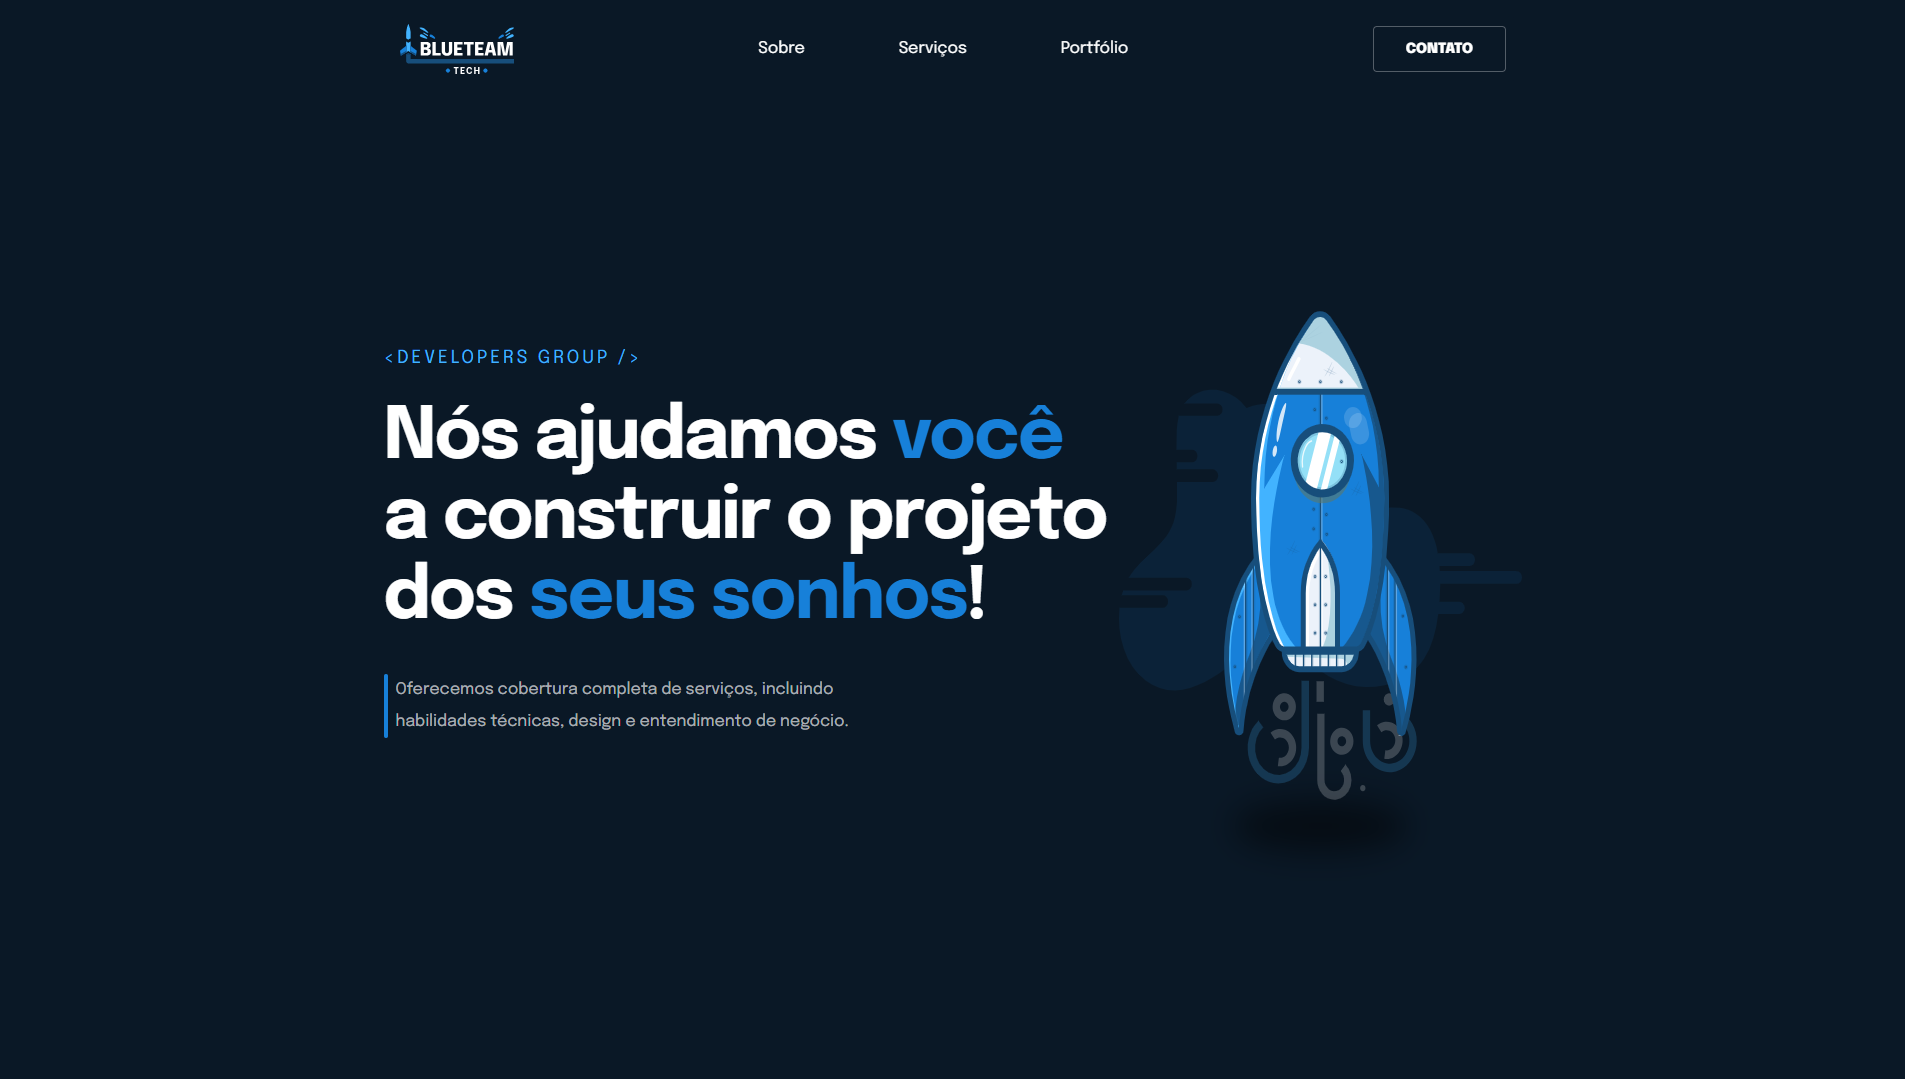 BLUETEAM
• TECH •
Sobre
Serviços
Portfólio
CONTATO
<DEVELOPERS GROUP />
Nós ajudamos você
a construir o projeto
dos seus sonhos!
Oferecemos cobertura completa de serviços, incluindo
habilidades técnicas, design e entendimento de negócio.